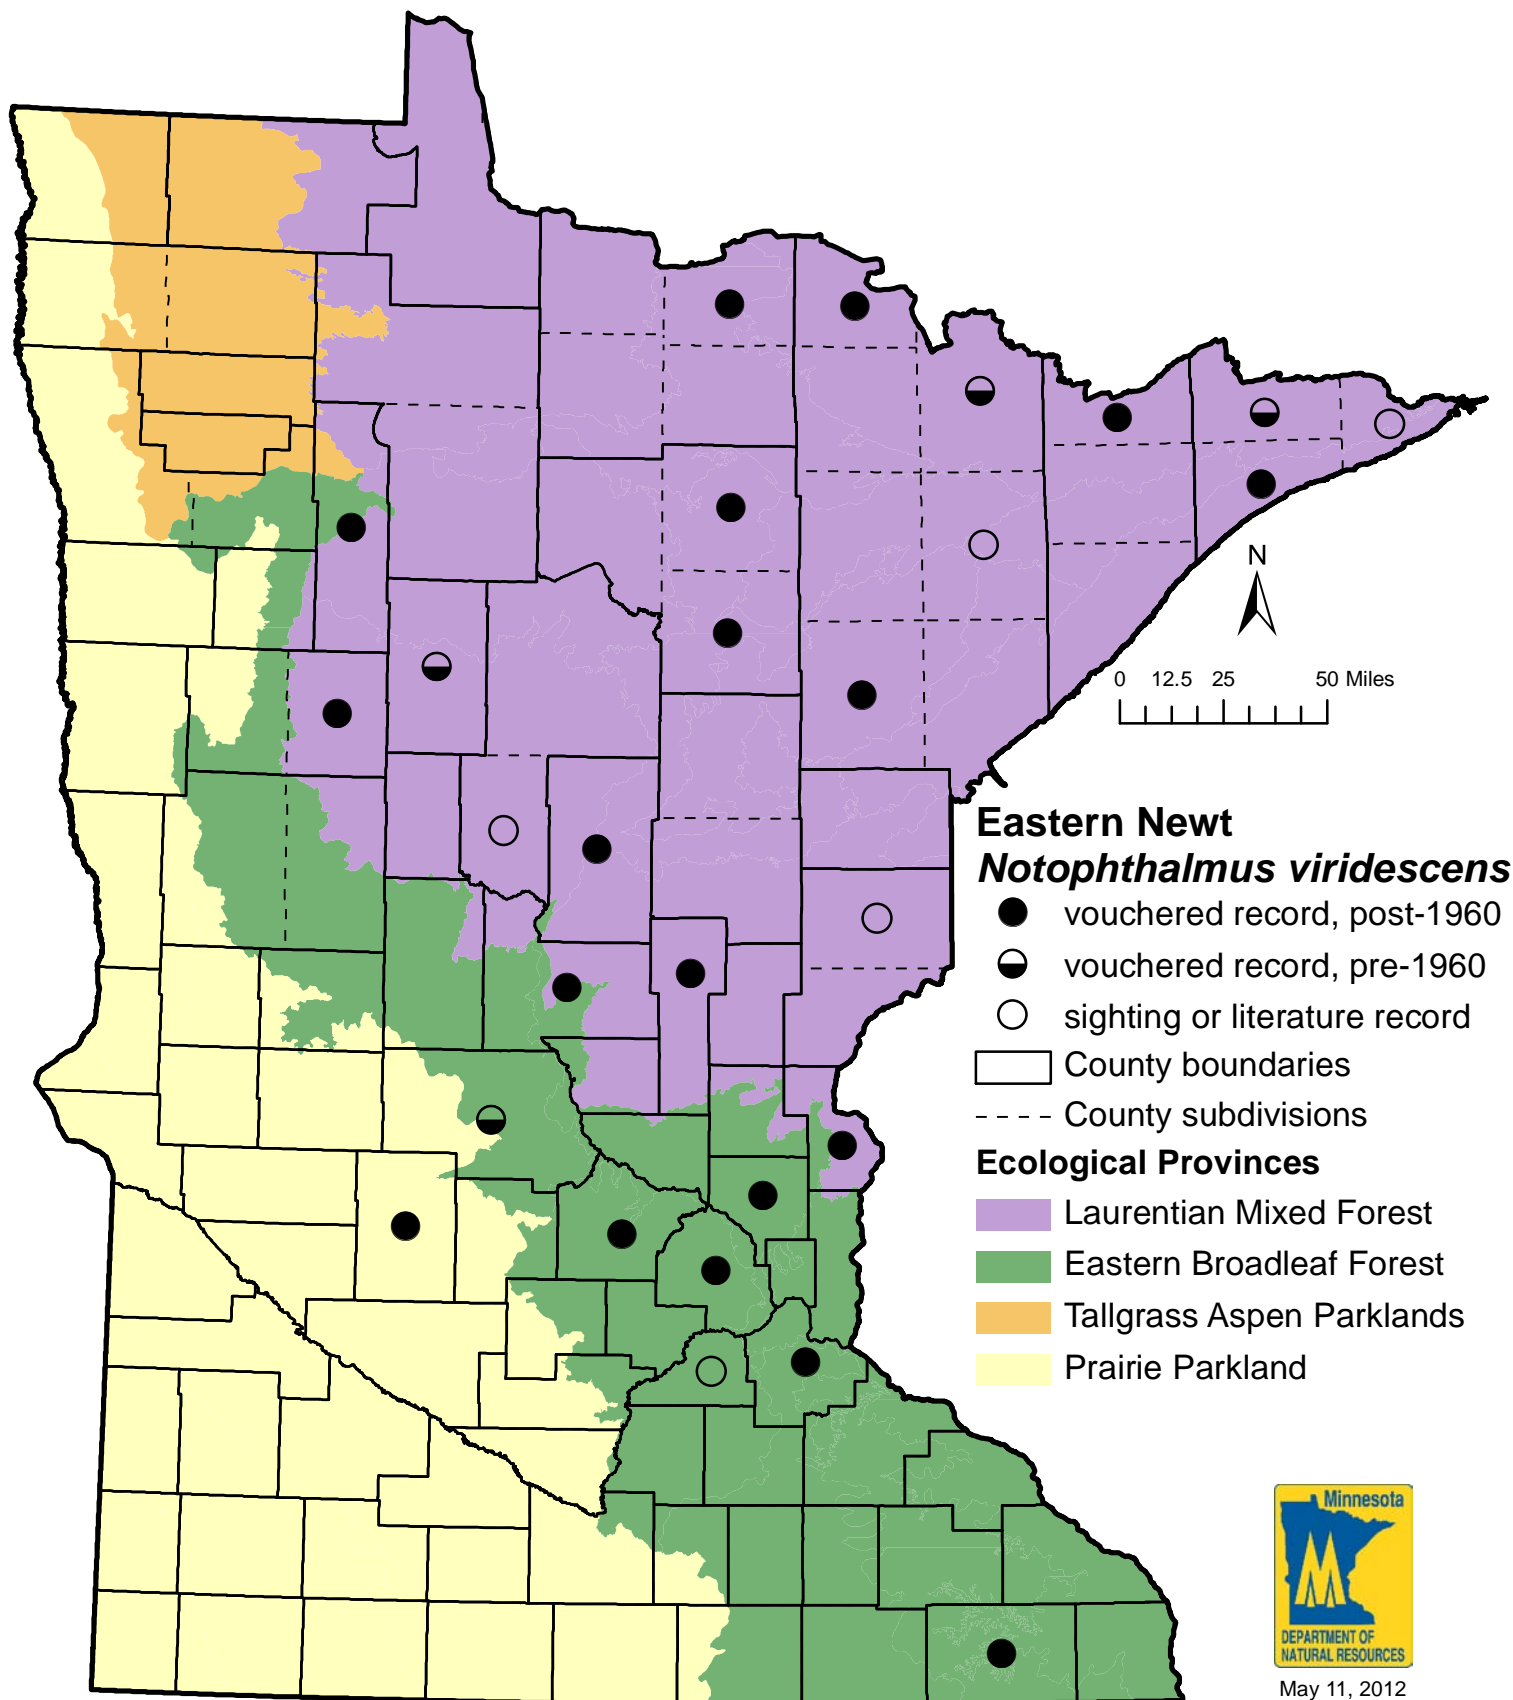 N
0 12.5 25 50 Miles
Eastern Newt
Notophthalmus viridescens
vouchered record, post-1960
vouchered record, pre-1960
sighting or literature record
County boundaries
County subdivisions
Ecological Provinces
Laurentian Mixed Forest
Eastern Broadleaf Forest
Tallgrass Aspen Parklands
Prairie Parkland
Minnesota
M
DEPARTMENT OF
NATURAL RESOURCES
May 11, 2012